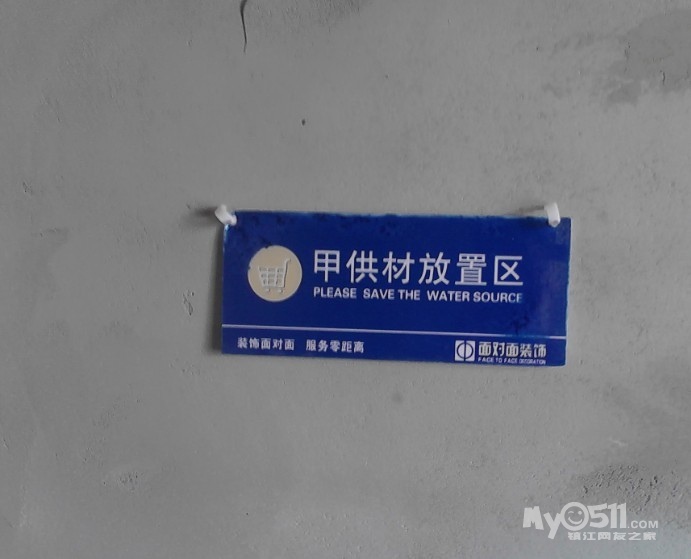 甲供材放置区
PLEASE SAVE THE WATER SOURCE
装饰面对面 服务零距离
面对面装饰
FACE TO FACE DECORATION
My0511.COM
镇江网友之家